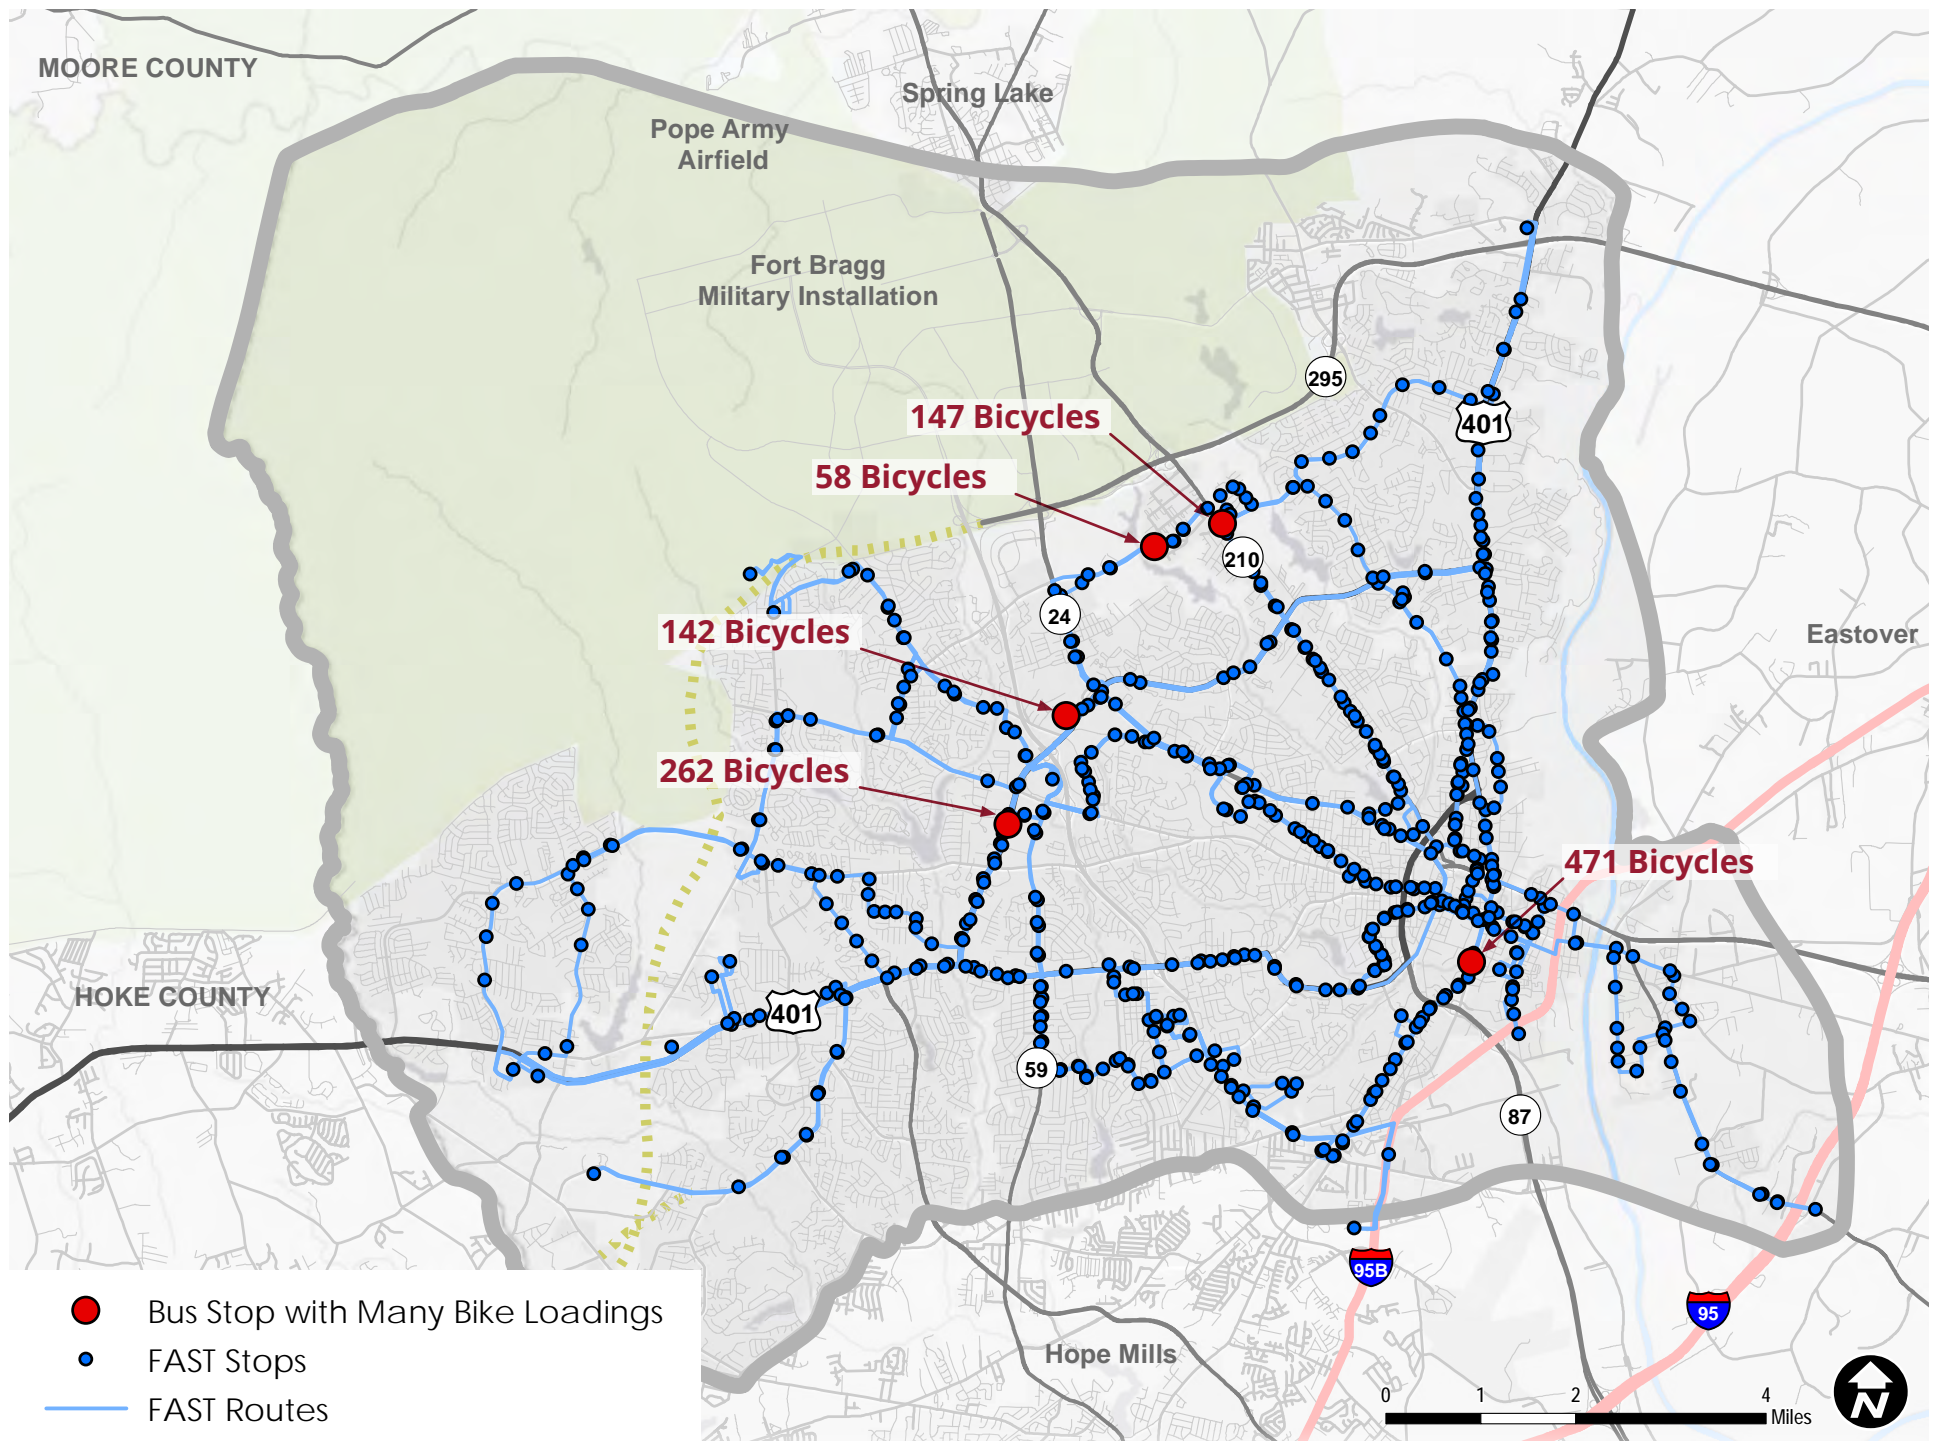 MOORE COUNTY
Spring Lake
Pope Army
Airfield
Fort Bragg
Military Installation
295
147 Bicycles
401
58 Bicycles
210
24
142 Bicycles
Eastover
262 Bicycles
471 Bicycles
HOKE COUNTY
401
59
87
95B
95
Bus Stop with Many Bike Loadings
FAST Stops
FAST Routes
Hope Mills
0 1 2 4
Miles
N